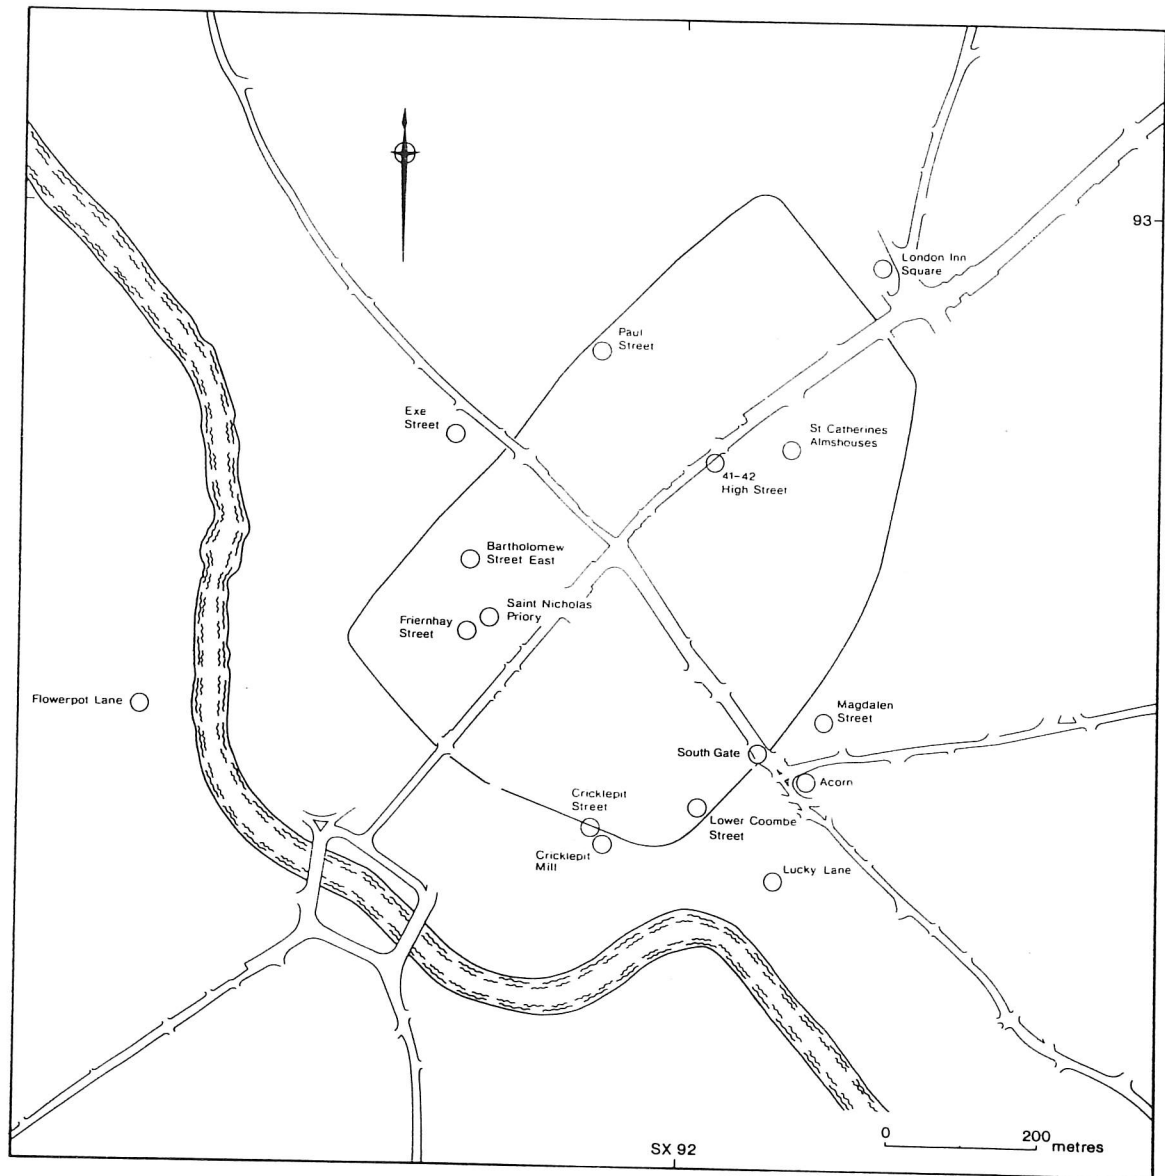 93
London Inn
Square
Paul
Street
Exe
Street
St Catherines
Almshouses
41-42
High Street
Bartholomew
Street East
Saint Nicholas
Priory
Friernhay
Street
Flowerpot Lane
Magdalen
Street
South Gate
Acorn
Cricklepit
Street
Lower Coombe
Street
Cricklepit
Mill
Lucky Lane
0
200
metres
SX 92